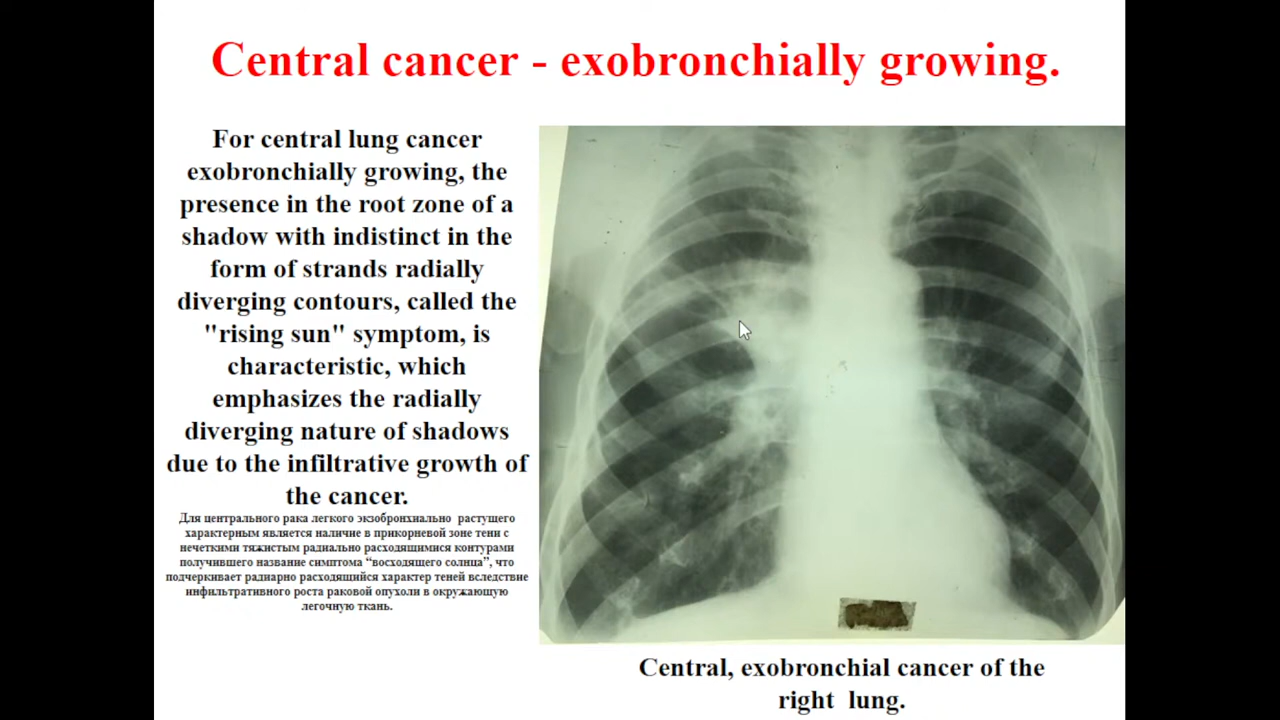 Central cancer - exobronchially growing.
For central lung cancer
exobronchially growing, the
presence in the root zone of a
shadow with indistinct in the
form of strands radially
diverging contours, called the
"rising sun" symptom, is
characteristic, which
emphasizes the radially
diverging nature of shadows
due to the infiltrative growth of
the cancer.
Для центрального рака легкого экзобронхиально растущего
характерным является наличие в прикорневой зоне тени с
нечеткими тяжистым радиально расходящимися контурами
получившего название симптома “восходящего солнца”, что
подчеркивает радиарно расходящийся характер теней вследствие
инфильтративного роста раковой опухоли в окружающую
легочную ткань.
Central, exobronchial cancer of the
right lung.